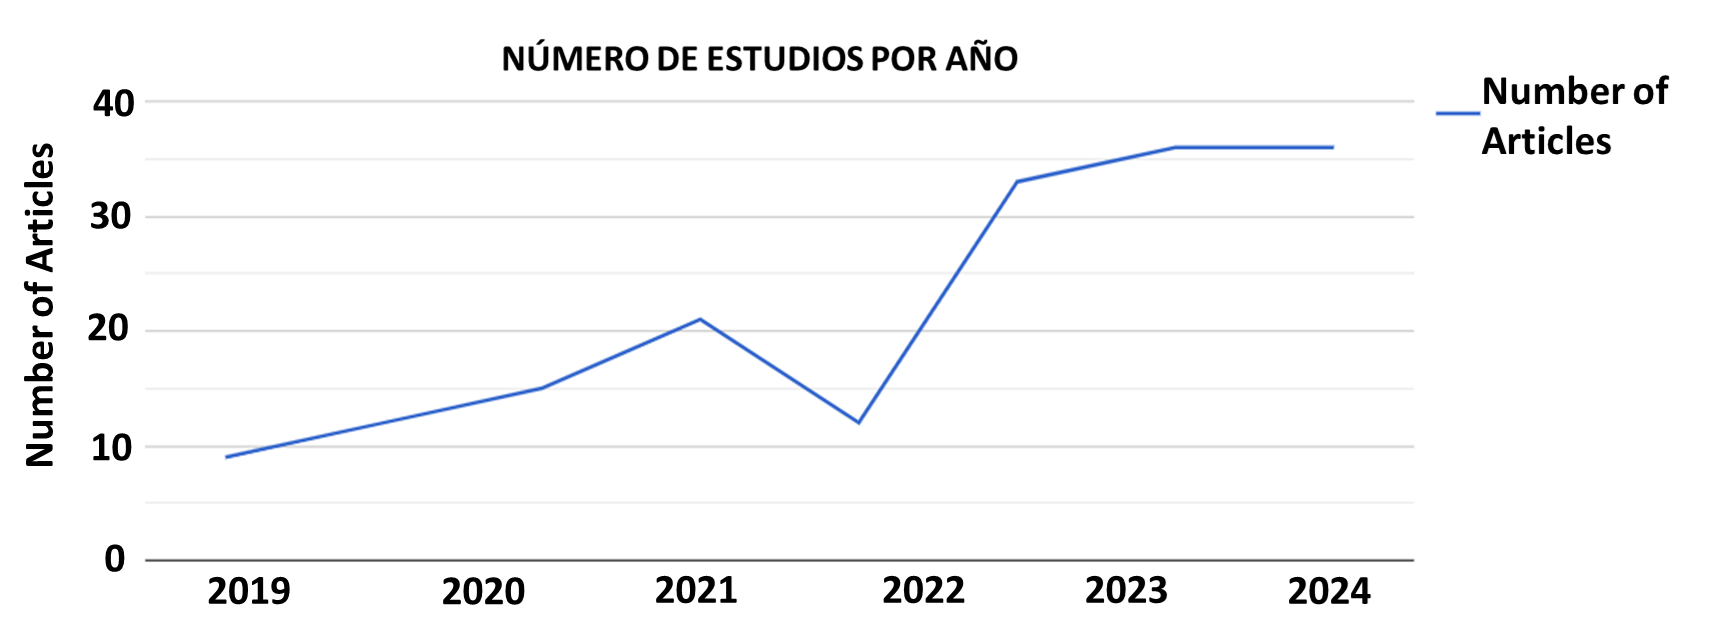 NÚMERO DE ESTUDIOS POR AÑO
Number of
Articles
Number of Articles
40
30
20
10
0
2019 2020 2021 2022 2023 2024